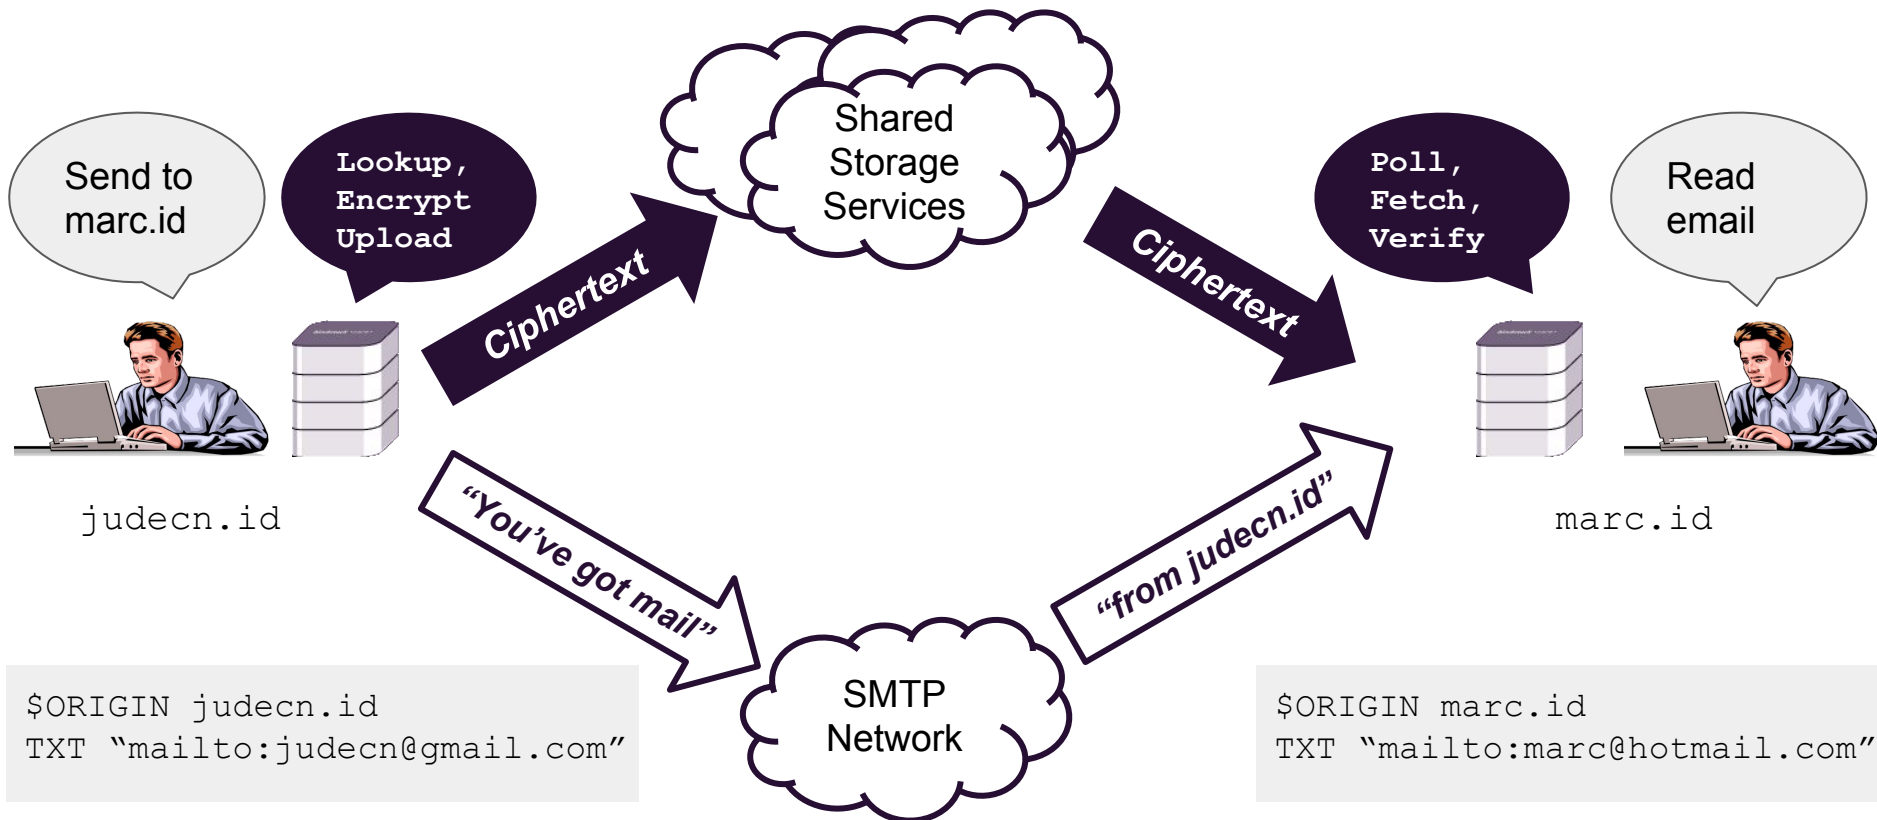 Send to
marc.id
Lookup,
Encrypt
Upload
Ciphertext
Shared
Storage
Services
Ciphertext
Poll,
Fetch,
Verify
Read
email
judecn.id
“You’ve got mail”
“from judecn.id”
marc.id
SMTP
Network
$ORIGIN judecn.id
TXT “mailto:judecn@gmail.com”
$ORIGIN marc.id
TXT “mailto:marc@hotmail.com”